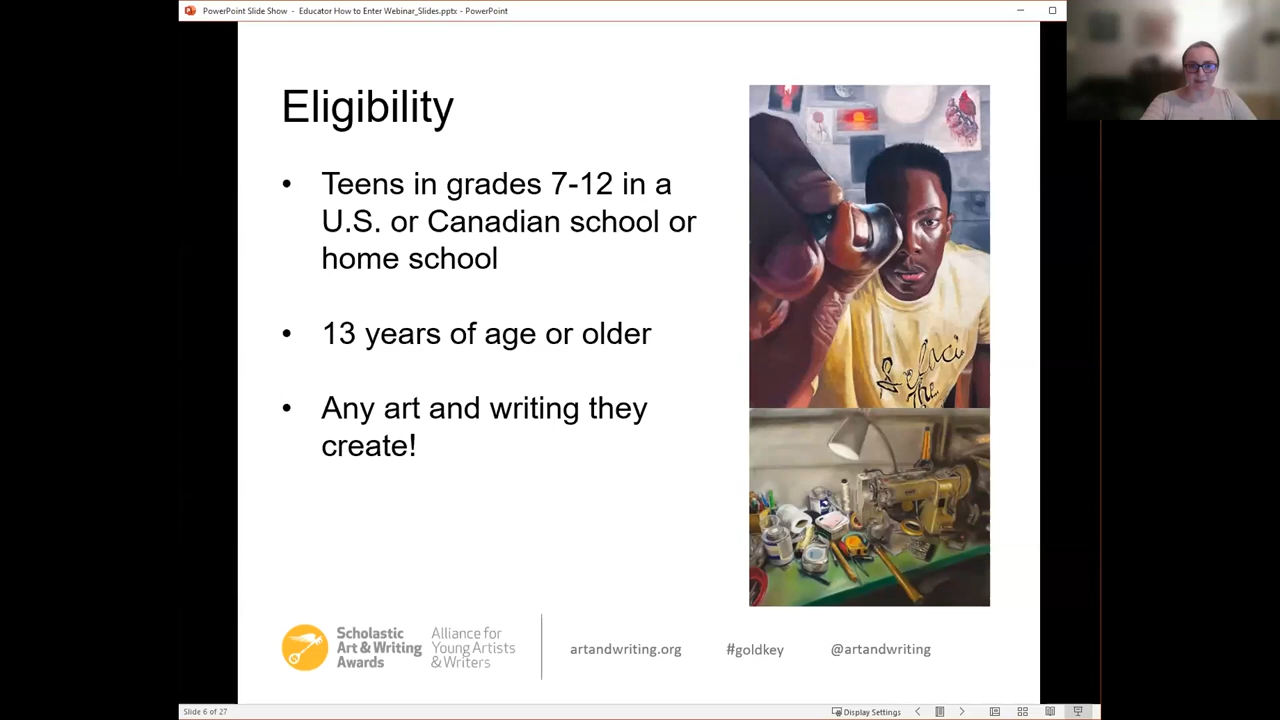 PowerPoint Slide Show - Educator How to Enter Webinar_Slides.pptx - PowerPoint
Eligibility
• Teens in grades 7-12 in a
U.S. or Canadian school or
home school
• 13 years of age or older
• Any art and writing they
create!
The
Scholastic
Art & Writing
Awards
Alliance for
Young Artists
& Writers
artandwriting.org
#goldkey
@artandwriting
Slide 6 of 27
Display Settings